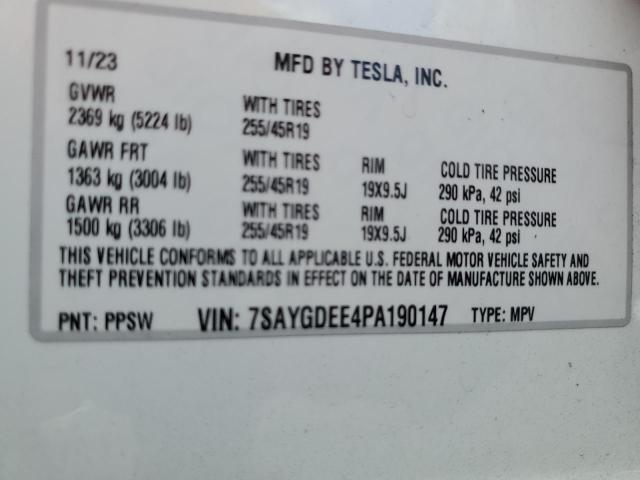 11/23 MFD BY TESLA, INC.
GVWR WITH TIRES
2369 kg (5224 lb) 255/45R19
GAWR FRT WITH TIRES RIM COLD TIRE PRESSURE
1363 kg (3004 lb) 255/45R19 19X9.5J 290 kPa, 42 psi
GAWR RR WITH TIRES RIM COLD TIRE PRESSURE
1500 kg (3306 lb) 255/45R19 19X9.5J 290 kPa, 42 psi
THIS VEHICLE CONFORMS TO ALL APPLICABLE U.S. FEDERAL MOTOR VEHICLE SAFETY AND
THEFT PREVENTION STANDARDS IN EFFECT ON THE DATE OF MANUFACTURE SHOWN ABOVE.
PNT: PPSW VIN: 7SAYGDEE4PA190147 TYPE: MPV